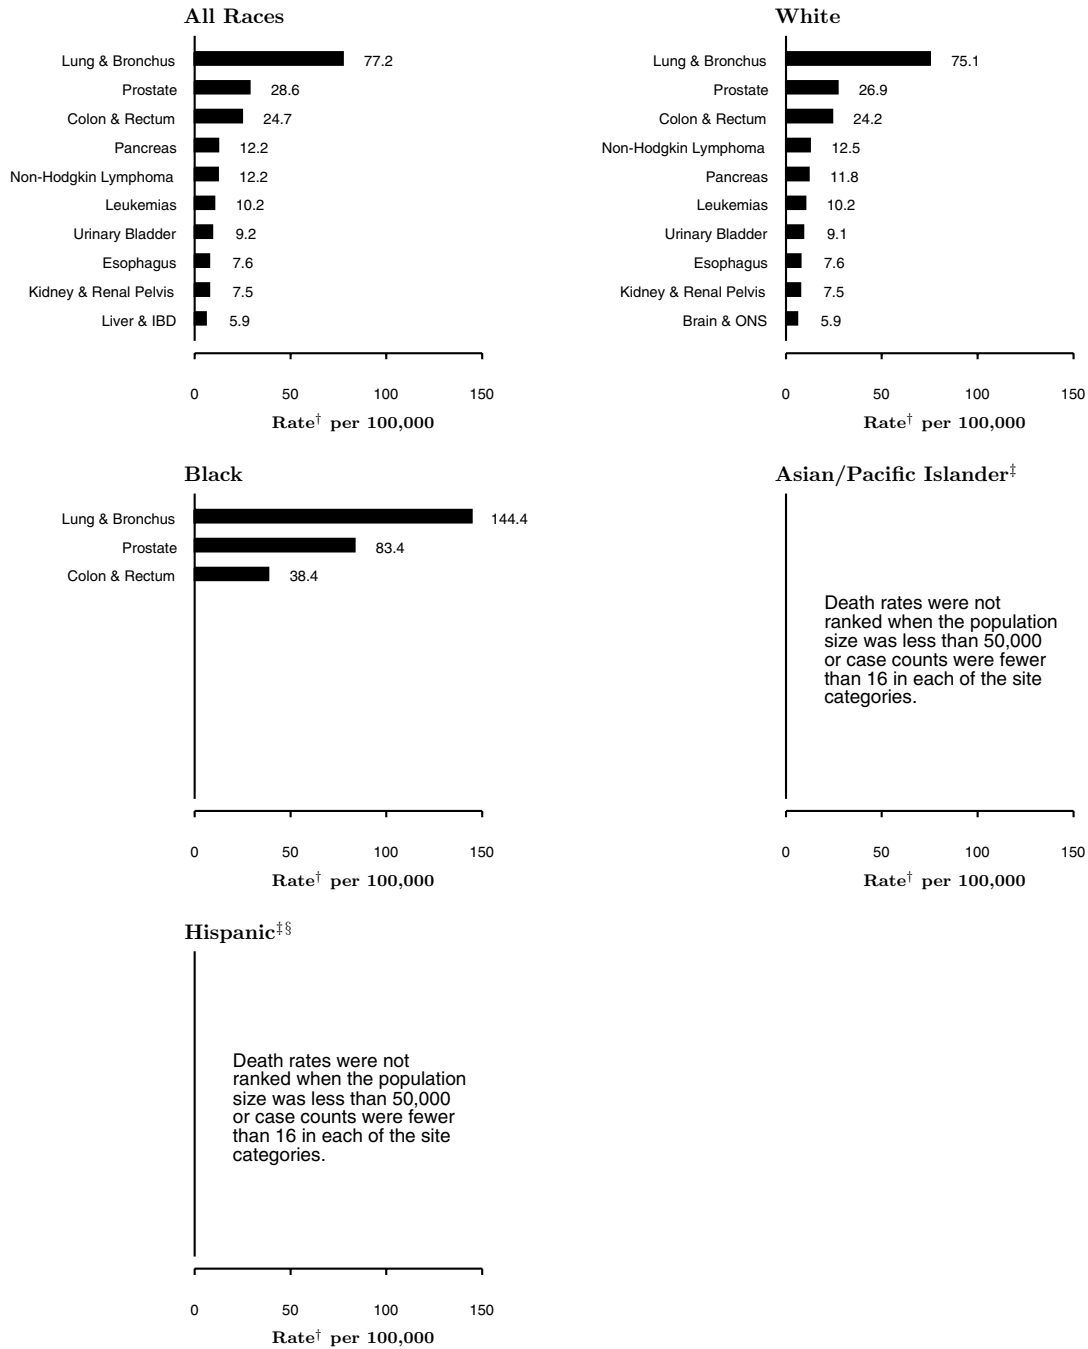 All Races
Lung & Bronchus 77.2
Prostate 28.6
Colon & Rectum 24.7
Pancreas 12.2
Non-Hodgkin Lymphoma 12.2
Leukemias 10.2
Urinary Bladder 9.2
Esophagus 7.6
Kidney & Renal Pelvis 7.5
Liver & IBD 5.9
0 50 100 150
Rate† per 100,000
White
Lung & Bronchus 75.1
Prostate 26.9
Colon & Rectum 24.2
Non-Hodgkin Lymphoma 12.5
Pancreas 11.8
Leukemias 10.2
Urinary Bladder 9.1
Esophagus 7.6
Kidney & Renal Pelvis 7.5
Brain & ONS 5.9
0 50 100 150
Rate† per 100,000
Black
Lung & Bronchus 144.4
Prostate 83.4
Colon & Rectum 38.4
0 50 100 150
Rate† per 100,000
Asian/Pacific Islander‡
Death rates were not
ranked when the population
size was less than 50,000
or case counts were fewer
than 16 in each of the site
categories.
0 50 100 150
Rate† per 100,000
Hispanic‡§
Death rates were not
ranked when the population
size was less than 50,000
or case counts were fewer
than 16 in each of the site
categories.
0 50 100 150
Rate† per 100,000